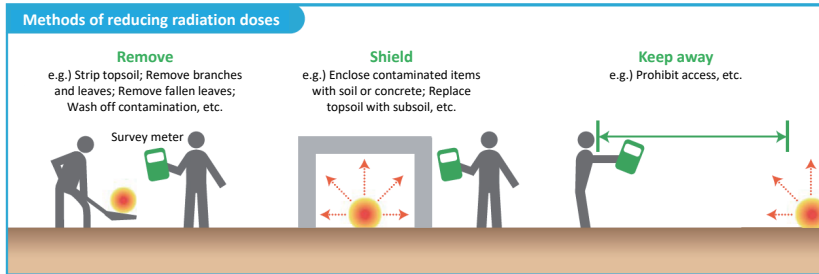 Methods of reducing radiation doses
Remove
e.g.) Strip topsoil; Remove branches
and leaves; Remove fallen leaves;
Wash off contamination, etc.
Survey meter
Shield
e.g.) Enclose contaminated items
with soil or concrete; Replace
topsoil with subsoil, etc.
Keep away
e.g.) Prohibit access, etc.